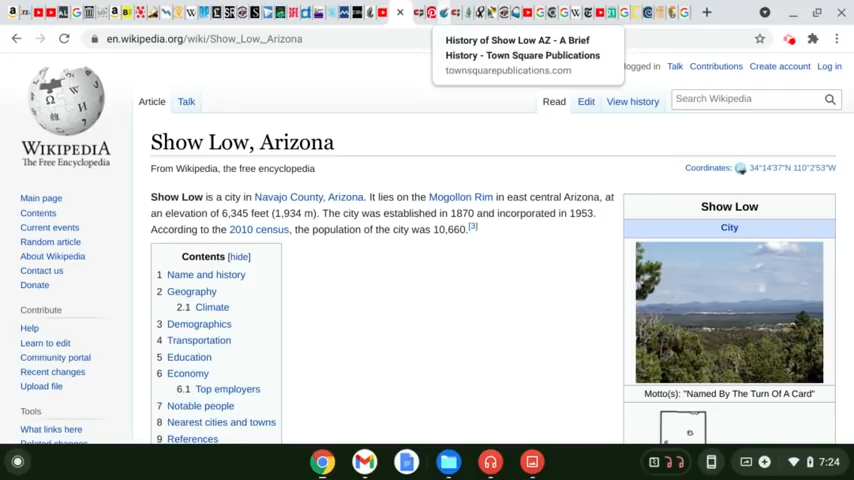 en.wikipedia.org/wiki/Show_Low,_Arizona
History of Show Low AZ - A Brief
History - Town Square Publications
townsquarepublications.com
logged in Talk Contributions Create account Log in
Article Talk Read Edit View history Search Wikipedia
WIKIPEDIA
The Free Encyclopedia
Show Low, Arizona
From Wikipedia, the free encyclopedia
Coordinates: 34°14′37″N 110°2′53″W
Main page
Contents
Current events
Random article
About Wikipedia
Contact us
Donate
Contribute
Help
Learn to edit
Community portal
Recent changes
Upload file
Tools
What links here
Related changes
Show Low is a city in Navajo County, Arizona. It lies on the Mogollon Rim in east central Arizona, at
an elevation of 6,345 feet (1,934 m). The city was established in 1870 and incorporated in 1953.
According to the 2010 census, the population of the city was 10,660.[3]
Contents [hide]
1 Name and history
2 Geography
2.1 Climate
3 Demographics
4 Transportation
5 Education
6 Economy
6.1 Top employers
7 Notable people
8 Nearest cities and towns
9 References
Show Low
City
Motto(s): "Named By The Turn Of A Card"
7:24